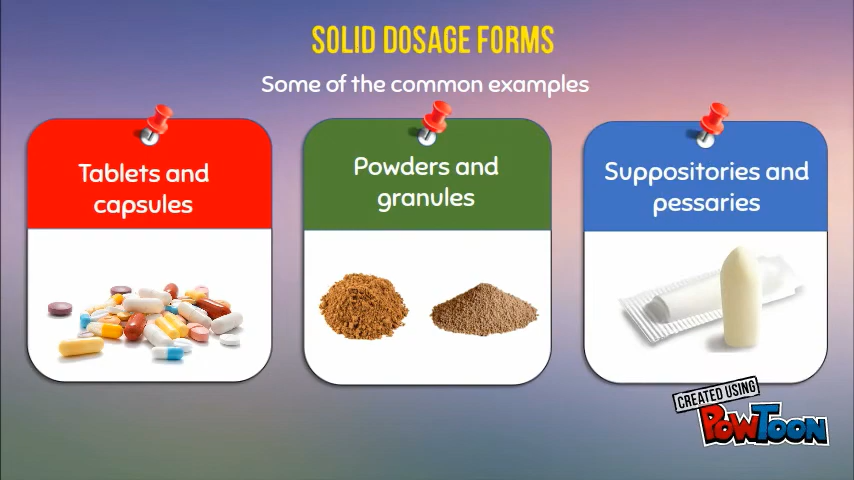 SOLID DOSAGE FORMS
Some of the common examples
Tablets and
capsules
Powders and
granules
Suppositories and
pessaries
CREATED USING
POWTOON